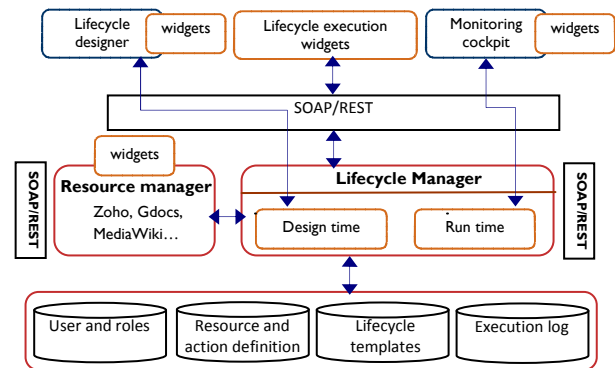 Lifecycle
designer
widgets
Lifecycle execution
widgets
Monitoring
cockpit
widgets
SOAP/REST
SOAP/REST
widgets
Resource manager
Zoho, Gdocs,
MediaWiki...
Lifecycle Manager
Design time
Run time
SOAP/REST
User and roles
Resource and
action definition
Lifecycle
templates
Execution log